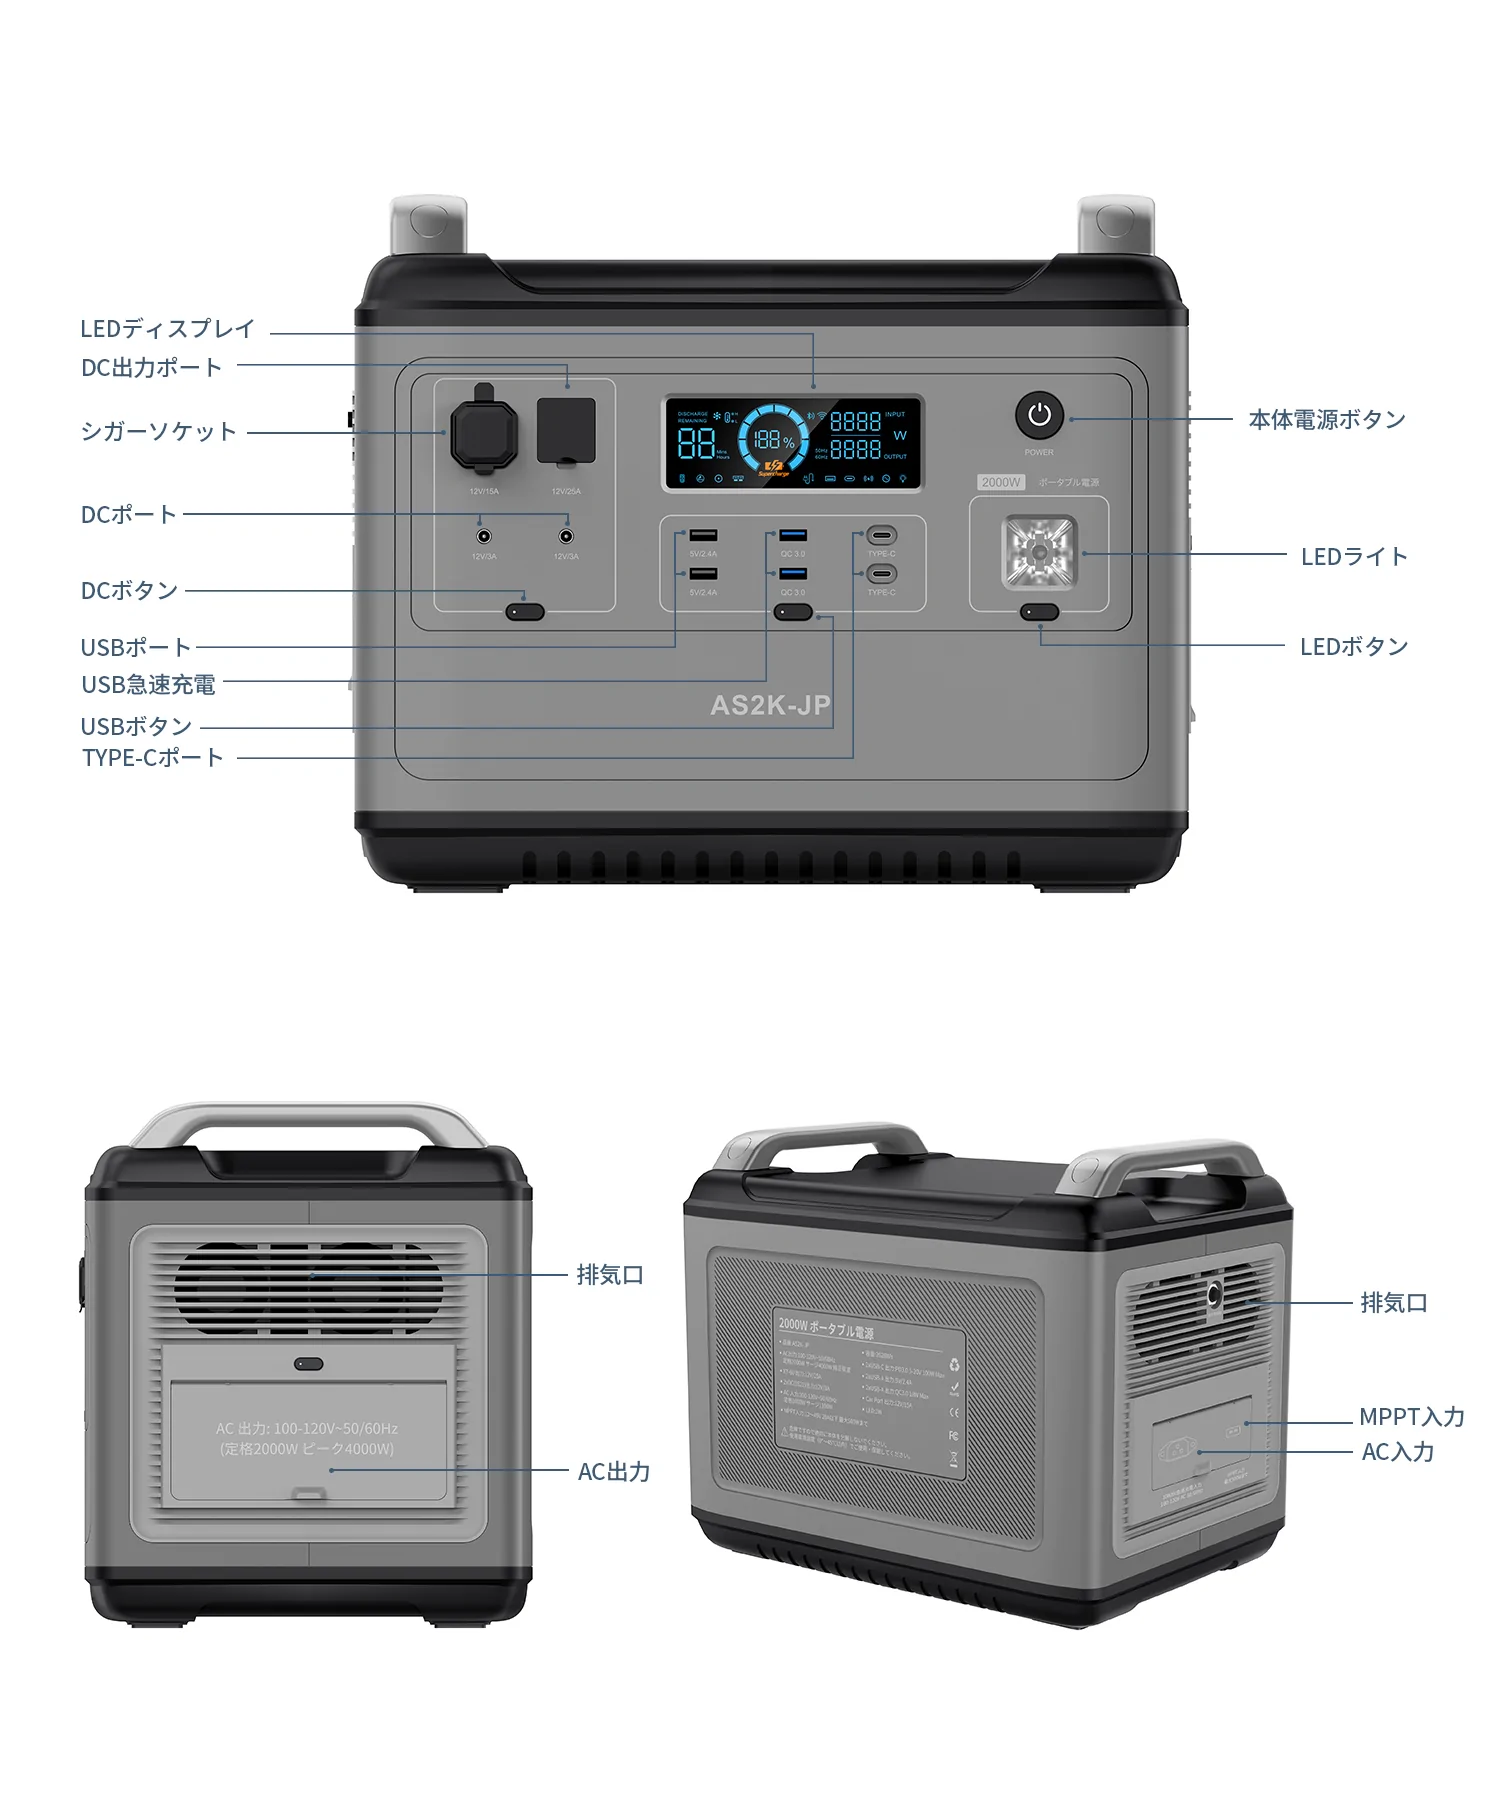 LEDディスプレイ
DC出力ポート
シガーソケット
DCポート
DCボタン
USBポート
USB急速充電
USBボタン
TYPE-Cポート
12V/15A
12V/25A
12V/3A
12V/3A
DISCHARGE
REMAINING
88
Mins
Hours
188 %
Supercharge
50Hz
60Hz
8888 INPUT
W
8888 OUTPUT
5V/2.4A
QC 3.0
TYPE-C
5V/2.4A
QC 3.0
TYPE-C
POWER
2000W ポータブル電源
AS2K-JP
本体電源ボタン
LEDライト
LEDボタン
AC 出力: 100-120V~50/60Hz
(定格2000W ピーク4000W)
排気口
AC出力
2000W ポータブル電源
排気口
MPPT入力
AC入力